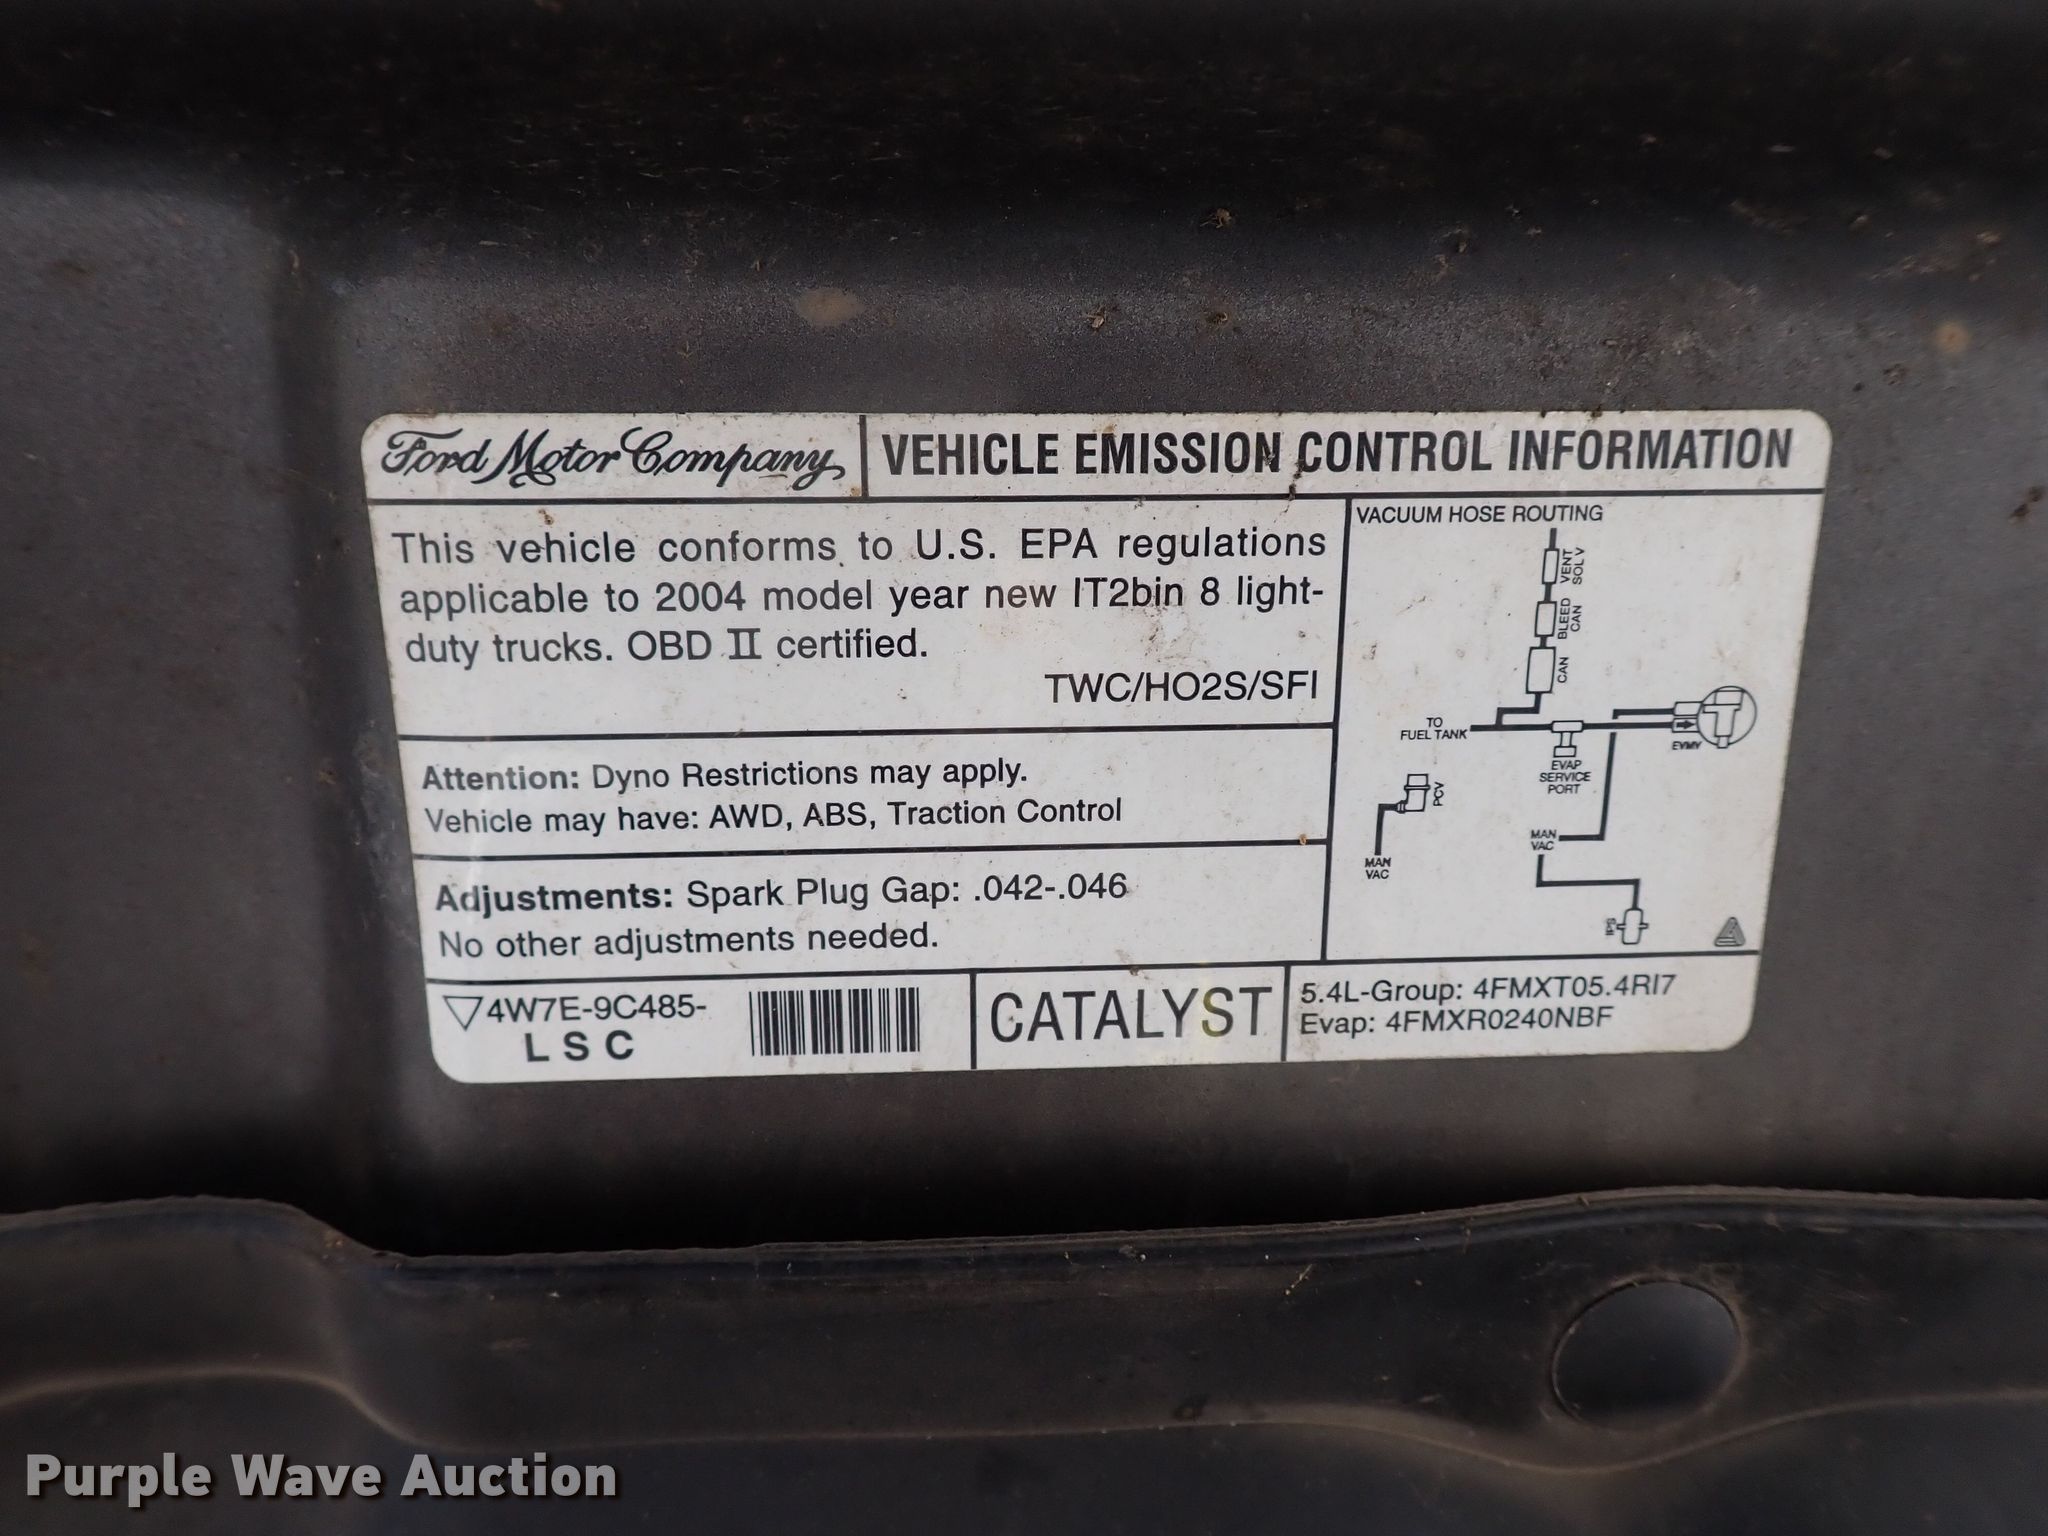 Ford Motor Company
VEHICLE EMISSION CONTROL INFORMATION
This vehicle conforms to U.S. EPA regulations
applicable to 2004 model year new IT2bin 8 light-
duty trucks. OBD II certified.
TWC/HO2S/SFI
Attention: Dyno Restrictions may apply.
Vehicle may have: AWD, ABS, Traction Control
Adjustments: Spark Plug Gap: .042-.046
No other adjustments needed.
VACUUM HOSE ROUTING
VENT
SOLV
BLEED
CAN
CAN
TO
FUEL TANK
EVMV
EVAP
SERVICE
PORT
PCV
MAN
VAC
MAN
VAC
4W7E-9C485-
L S C
CATALYST
5.4L-Group: 4FMXT05.4RI7
Evap: 4FMXR0240NBF
Purple Wave Auction